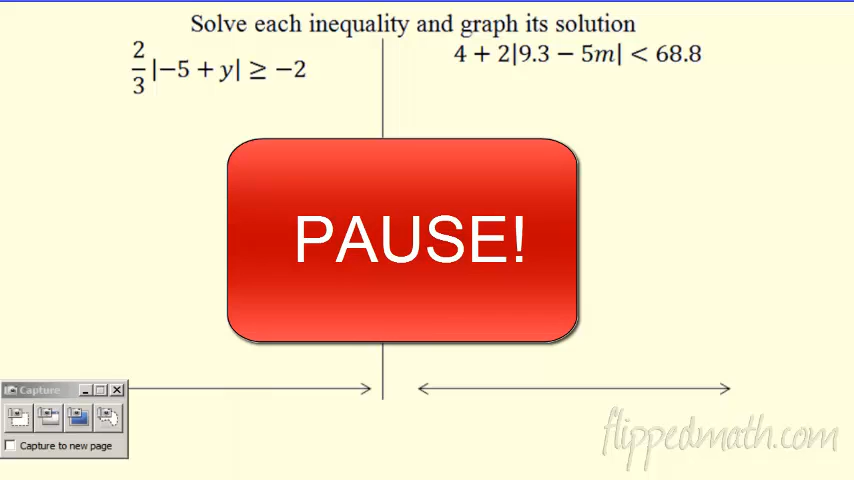 Solve each inequality and graph its solution
2/3 |−5 + y| ≥ −2
4 + 2|9.3 − 5m| < 68.8
PAUSE!
Capture
Capture to new page
flippedmath.com